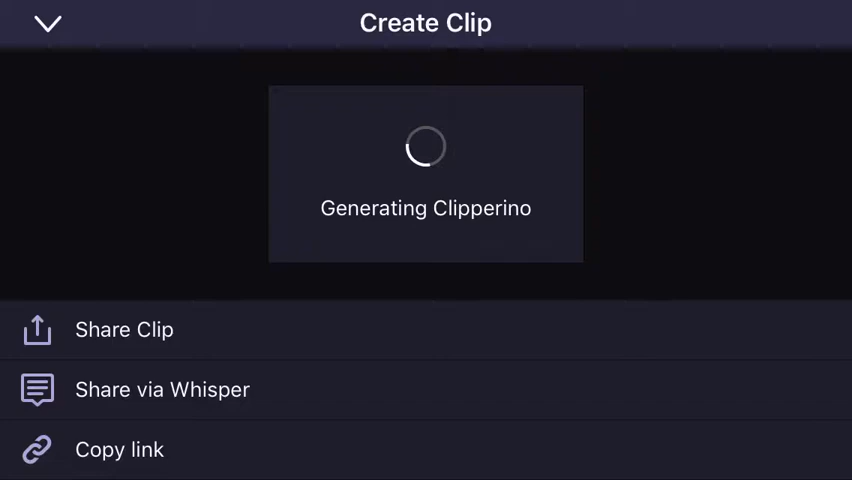 Create Clip
Generating Clipperino
Share Clip
Share via Whisper
Copy link